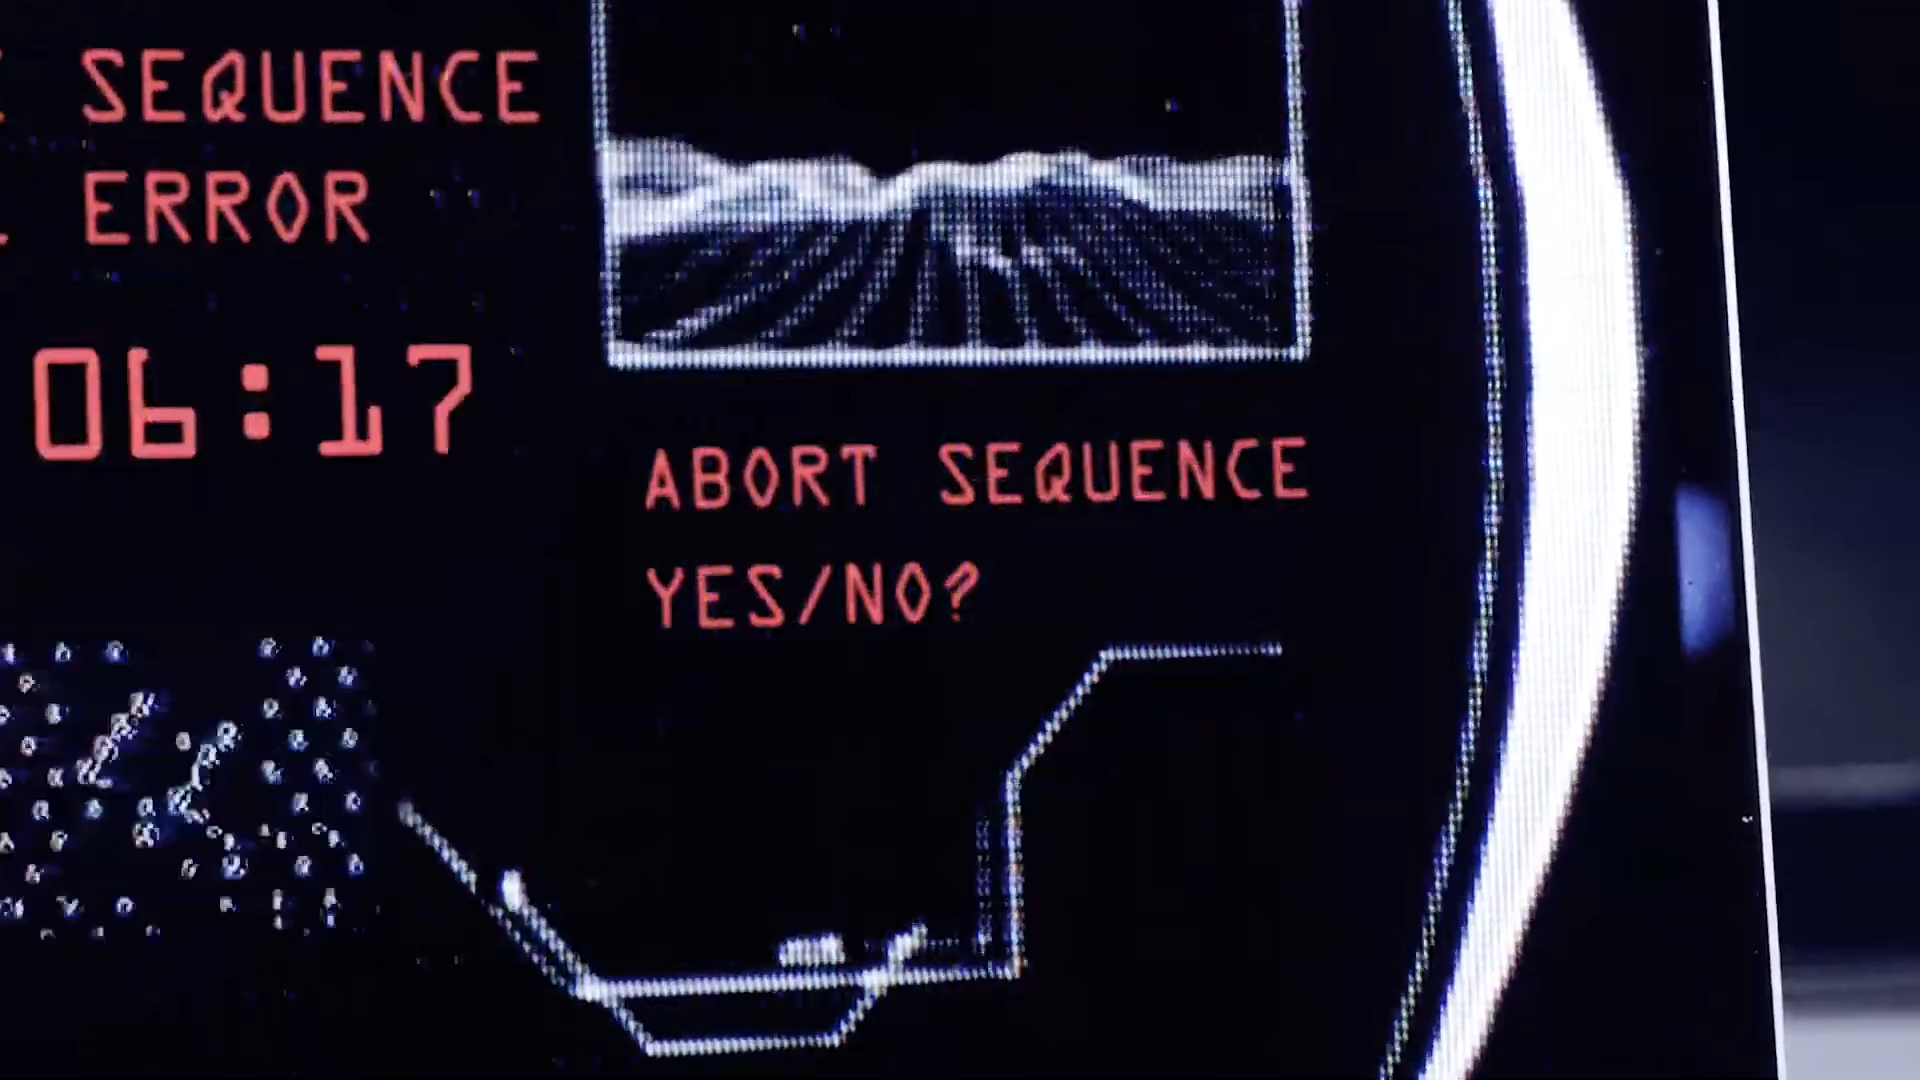 SEQUENCE
ERROR
06:17
ABORT SEQUENCE
YES/NO?